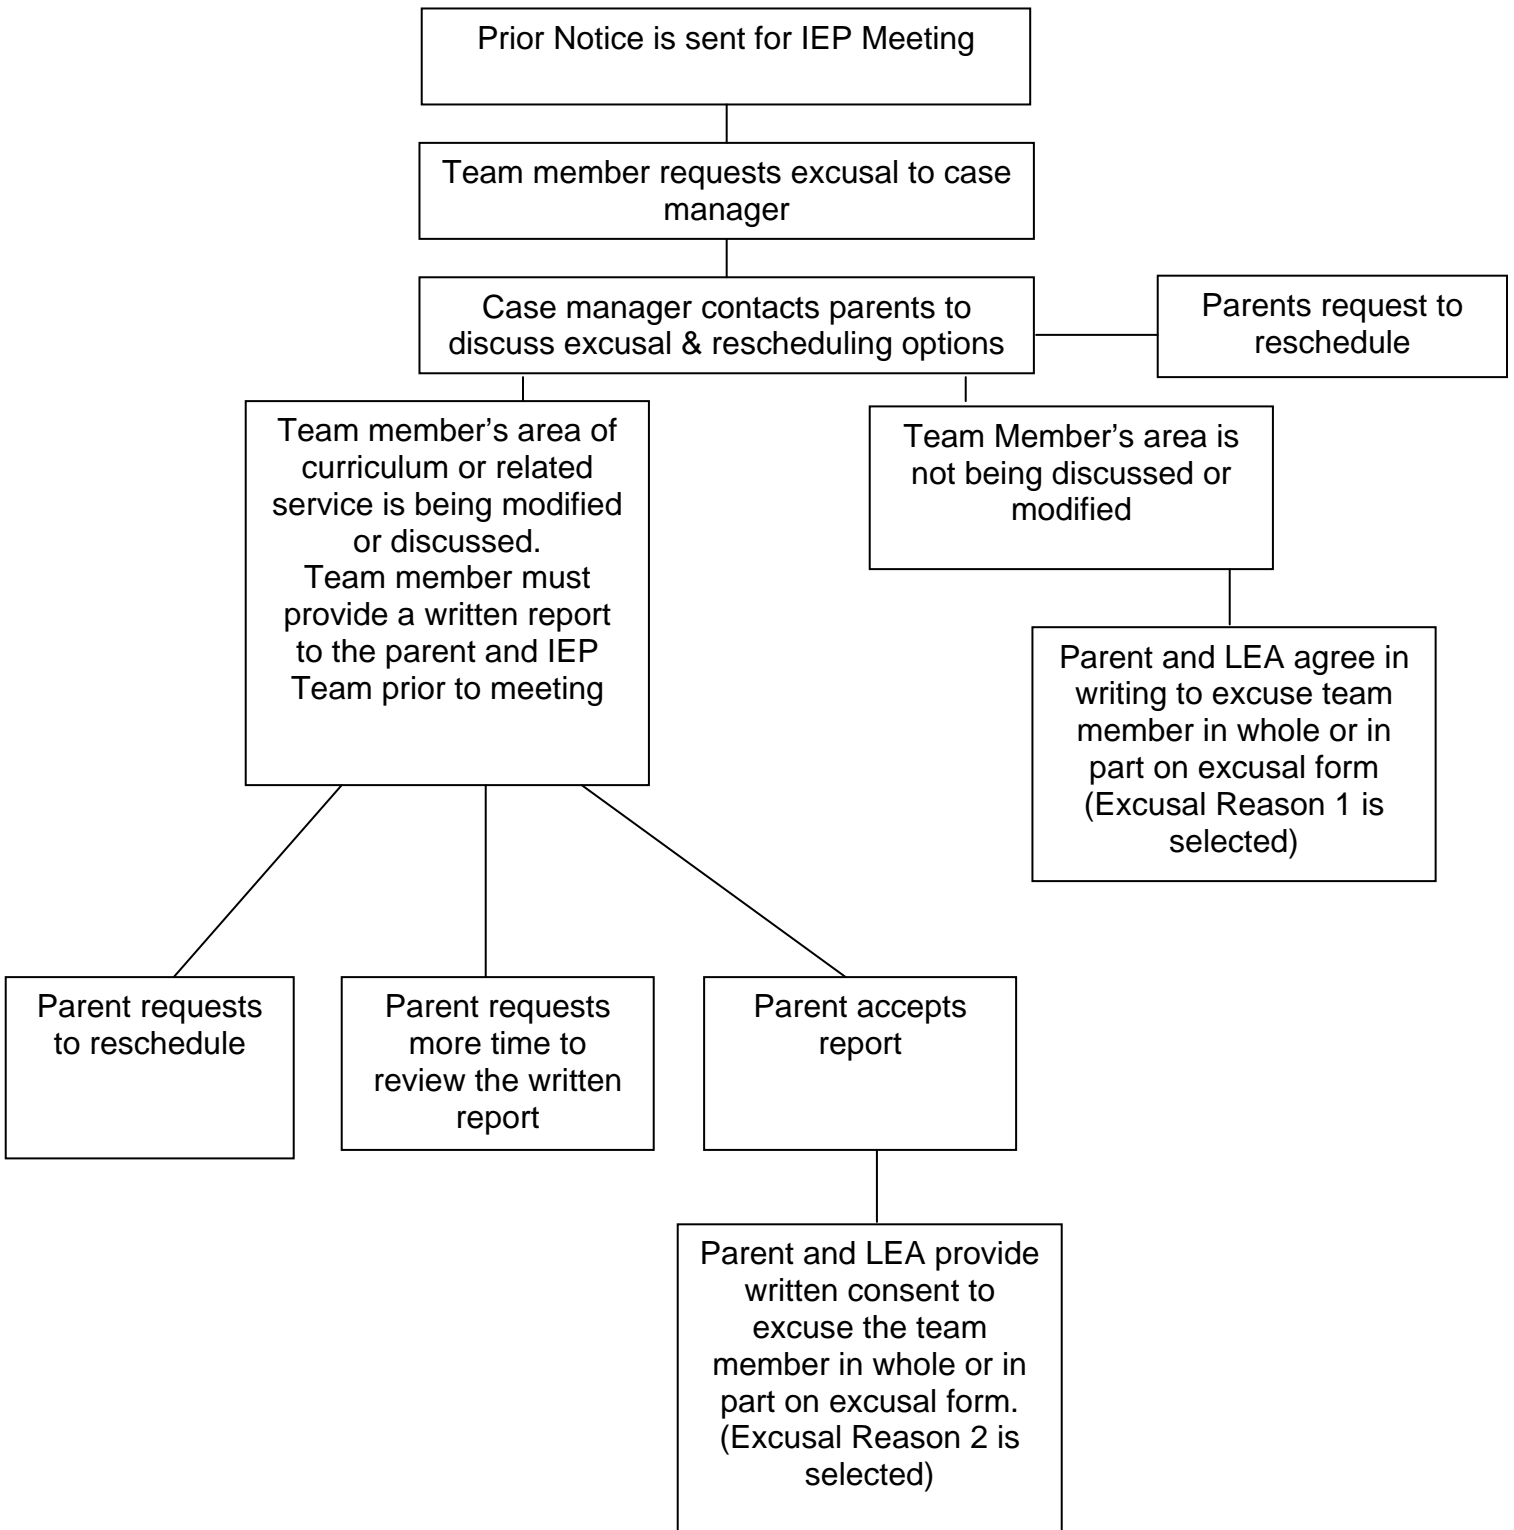 Prior Notice is sent for IEP Meeting
Team member requests excusal to case
manager
Case manager contacts parents to
discuss excusal & rescheduling options
Parents request to
reschedule
Team member’s area of
curriculum or related
service is being modified
or discussed.
Team member must
provide a written report
to the parent and IEP
Team prior to meeting
Team Member’s area is
not being discussed or
modified
Parent and LEA agree in
writing to excuse team
member in whole or in
part on excusal form
(Excusal Reason 1 is
selected)
Parent requests
to reschedule
Parent requests
more time to
review the written
report
Parent accepts
report
Parent and LEA provide
written consent to
excuse the team
member in whole or in
part on excusal form.
(Excusal Reason 2 is
selected)